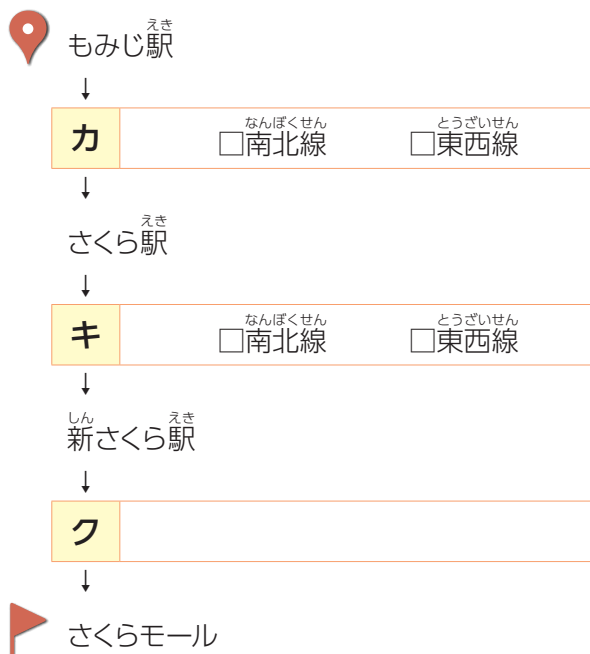 もみじ駅
↓
カ □南北線 □東西線
↓
さくら駅
↓
キ □南北線 □東西線
↓
新さくら駅
↓
ク
↓
さくらモール